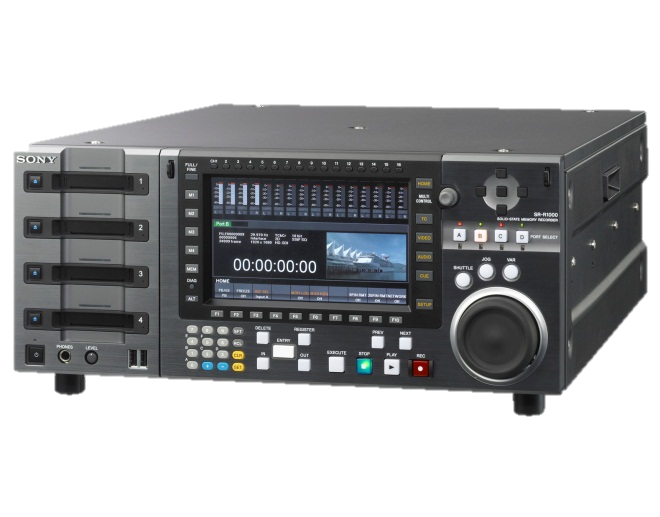 SONY
1
2
3
4
PHONES
LEVEL
FULL/
FINE
CH 1 2 3 4 5 6 7 8 9 10 11 12 13 14 15 16
M1
M2
M3
M4
MEM
DIAG
ALT
Port B
00:00:00:00
HOME
HOME
MULTI
CONTROL
TC
VIDEO
AUDIO
CUE
SETUP
F1 F2 F3 F4 F5 F6 F7 F8 F9 F10
SR-R1000
SOLID-STATE MEMORY RECORDER
A B C D PORT SELECT
SHUTTLE
JOG
VAR
DELETE
REGISTER
ENTRY
IN
OUT
PREV
NEXT
EXECUTE
STOP
PLAY
REC